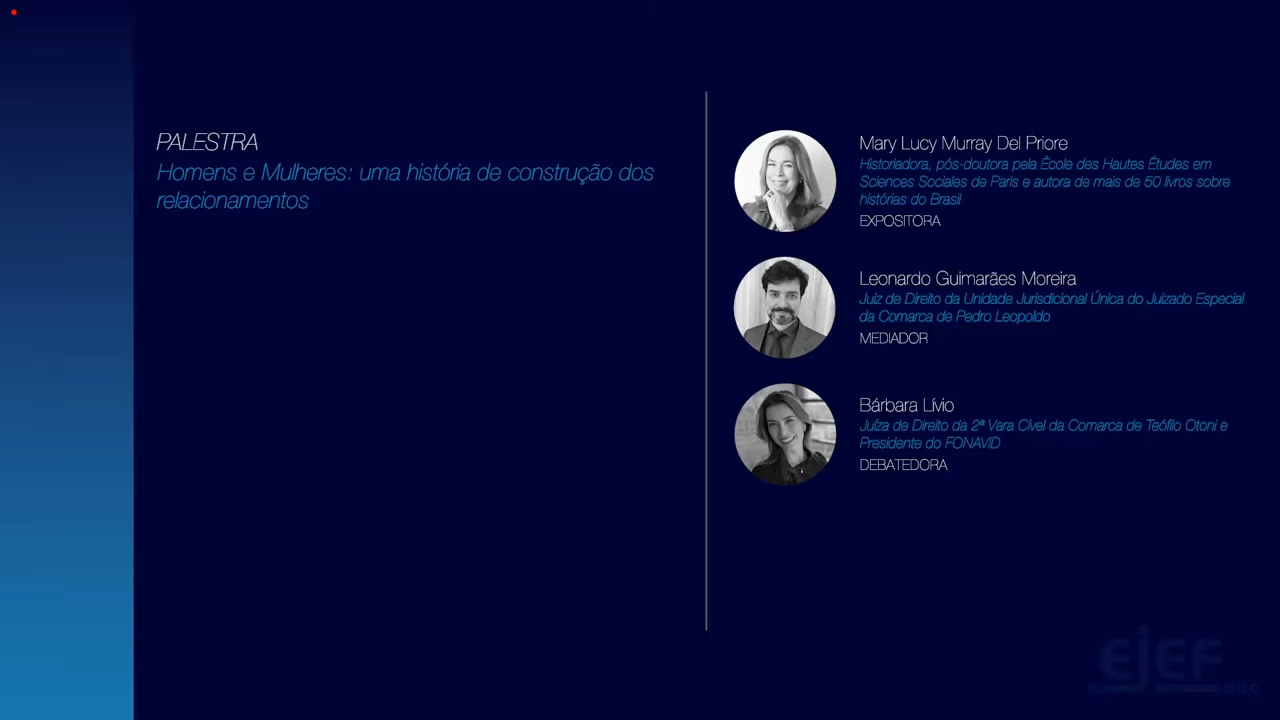 PALESTRA
Homens e Mulheres: uma história de construção dos
relacionamentos
Mary Lucy Murray Del Priore
Historiadora, pós-doutora pela École des Hautes Études em
Sciences Sociales de Paris e autora de mais de 50 livros sobre
histórias do Brasil
EXPOSITORA
Leonardo Guimarães Moreira
Juiz de Direito da Unidade Jurisdicional Única do Juizado Especial
da Comarca de Pedro Leopoldo
MEDIADOR
Bárbara Lívio
Juíza de Direito da 2ª Vara Cível da Comarca de Teófilo Otoni e
Presidente do FONAVID
DEBATEDORA
EJEF